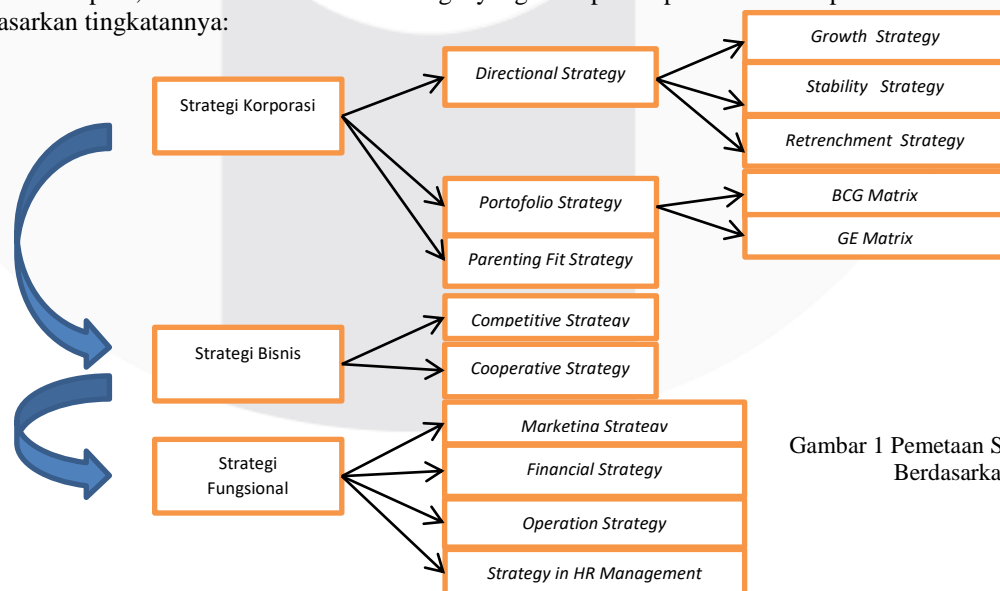 asarkan tingkatannya:
Strategi Korporasi
Directional Strategy
Growth Strategy
Stability Strategy
Retrenchment Strategy
Portofolio Strategy
BCG Matrix
GE Matrix
Parenting Fit Strategy
Strategi Bisnis
Competitive Strategy
Cooperative Strategy
Strategi
Fungsional
Marketing Strategy
Financial Strategy
Operation Strategy
Strategy in HR Management
Gambar 1 Pemetaan S
Berdasarka